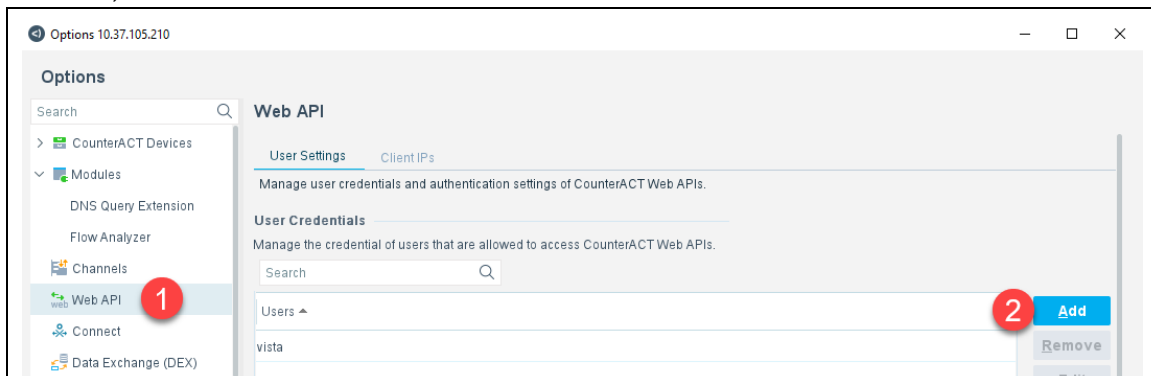 Options 10.37.105.210
Options
Search
Web API
CounterACT Devices
User Settings Client IPs
Modules
Manage user credentials and authentication settings of CounterACT Web APIs.
DNS Query Extension
User Credentials
Flow Analyzer
Manage the credential of users that are allowed to access CounterACT Web APIs.
Channels
Search
web Web API 1
Users 2 Add
Connect
vista Remove
Data Exchange (DEX)